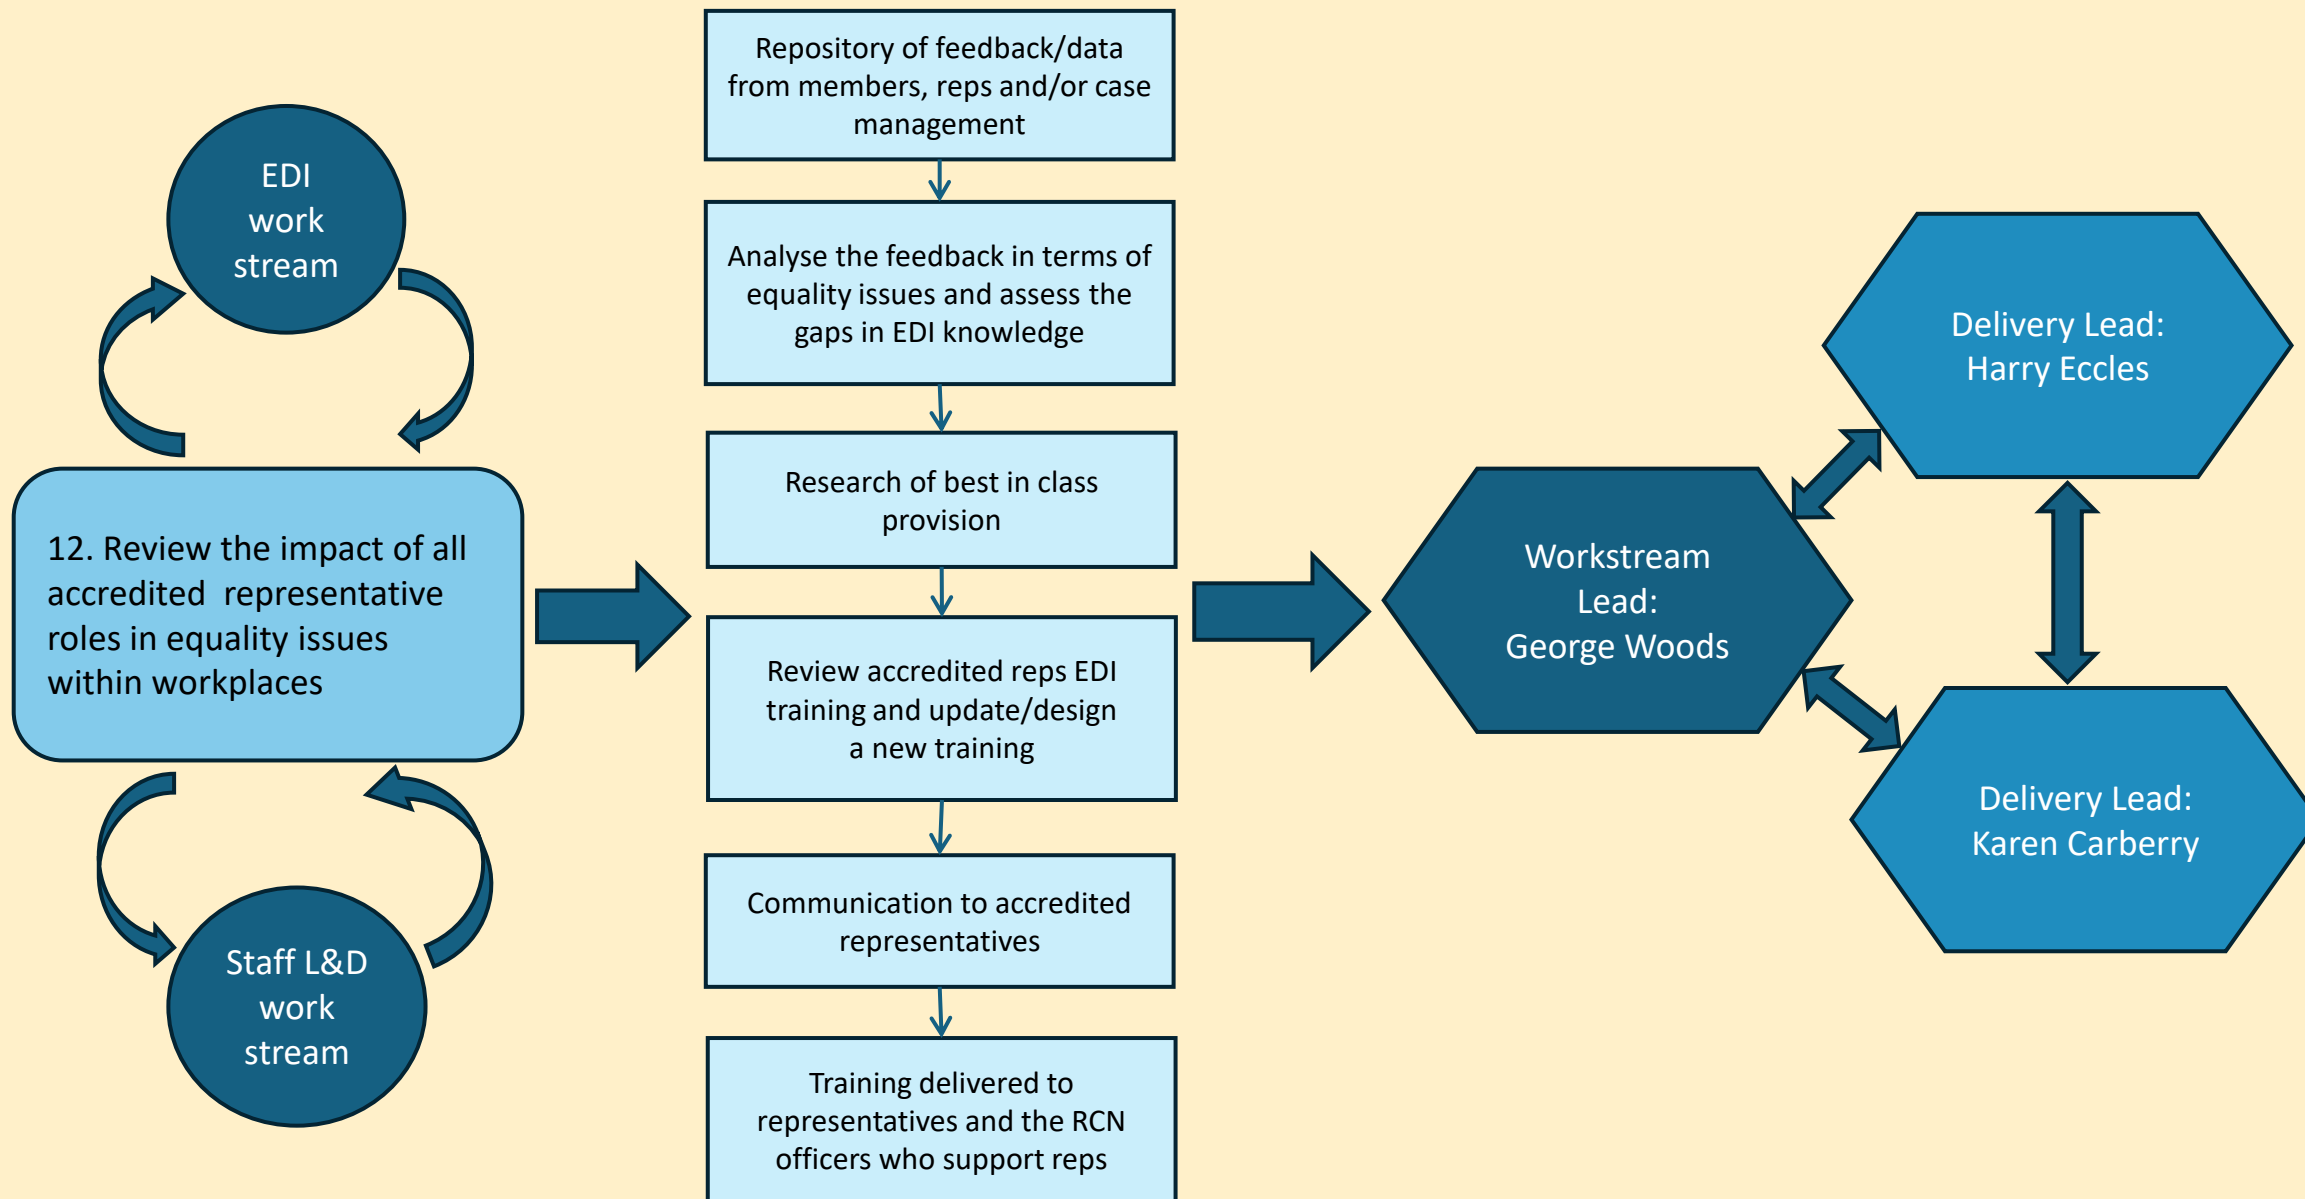 EDI
work
stream
12. Review the impact of all
accredited  representative
roles in equality issues
within workplaces
Staff L&D
work
stream
Repository of feedback/data
from members, reps and/or case
management
Analyse the feedback in terms of
equality issues and assess the
gaps in EDI knowledge
Research of best in class
provision
Review accredited reps EDI
training and update/design
a new training
Communication to accredited
representatives
Training delivered to
representatives and the RCN
officers who support reps
Workstream
Lead:
George Woods
Delivery Lead:
Harry Eccles
Delivery Lead:
Karen Carberry